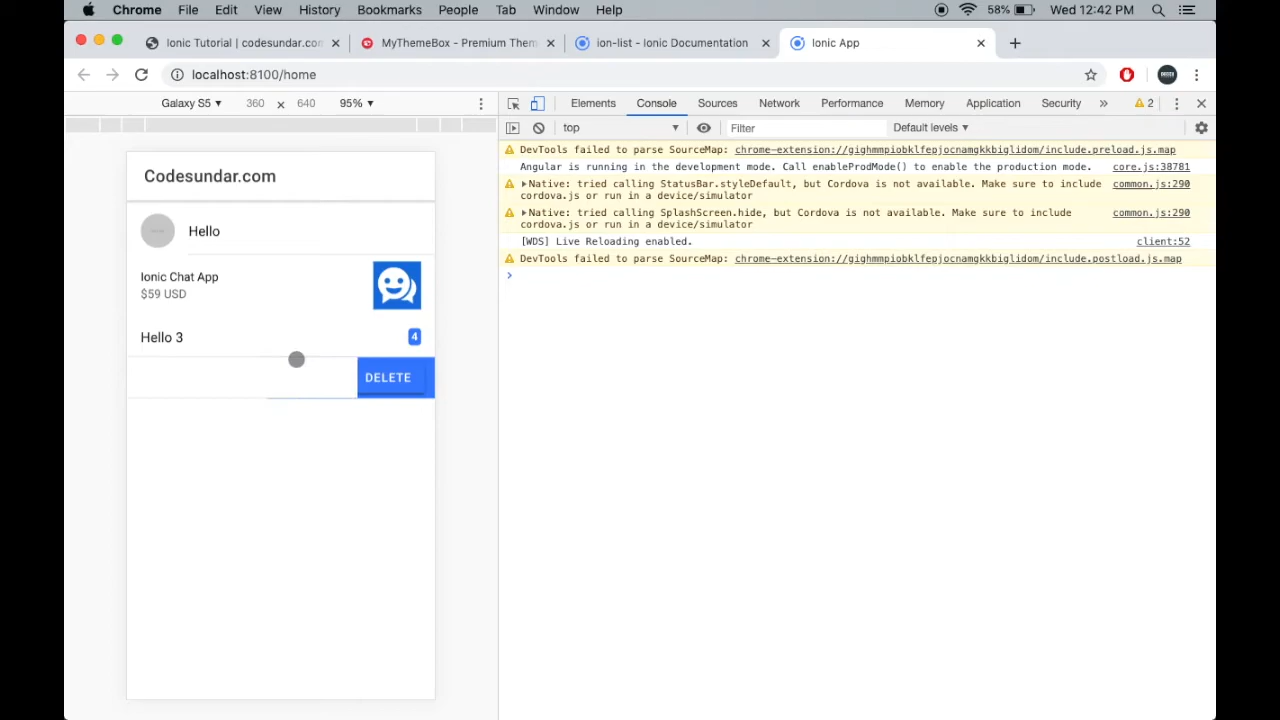 Chrome File Edit View History Bookmarks People Tab Window Help 58% Wed 12:42 PM
Ionic Tutorial | codesundar.co
MyThemeBox - Premium Them
ion-list - Ionic Documentation
Ionic App
localhost:8100/home
Galaxy S5 ▾ 360 × 640 95% ▾
Elements Console Sources Network Performance Memory Application Security » 2
top Filter Default levels ▾
DevTools failed to parse SourceMap: chrome-extension://gighmmpiobklfepjocnamgkkbiglidom/include.preload.js.map
Angular is running in the development mode. Call enableProdMode() to enable the production mode. core.js:38781
Native: tried calling StatusBar.styleDefault, but Cordova is not available. Make sure to include common.js:290
cordova.js or run in a device/simulator
Native: tried calling SplashScreen.hide, but Cordova is not available. Make sure to include common.js:290
cordova.js or run in a device/simulator
[WDS] Live Reloading enabled. client:52
DevTools failed to parse SourceMap: chrome-extension://gighmmpiobklfepjocnamgkkbiglidom/include.postload.js.map
Codesundar.com
Hello
Ionic Chat App
$59 USD
Hello 3 4
DELETE